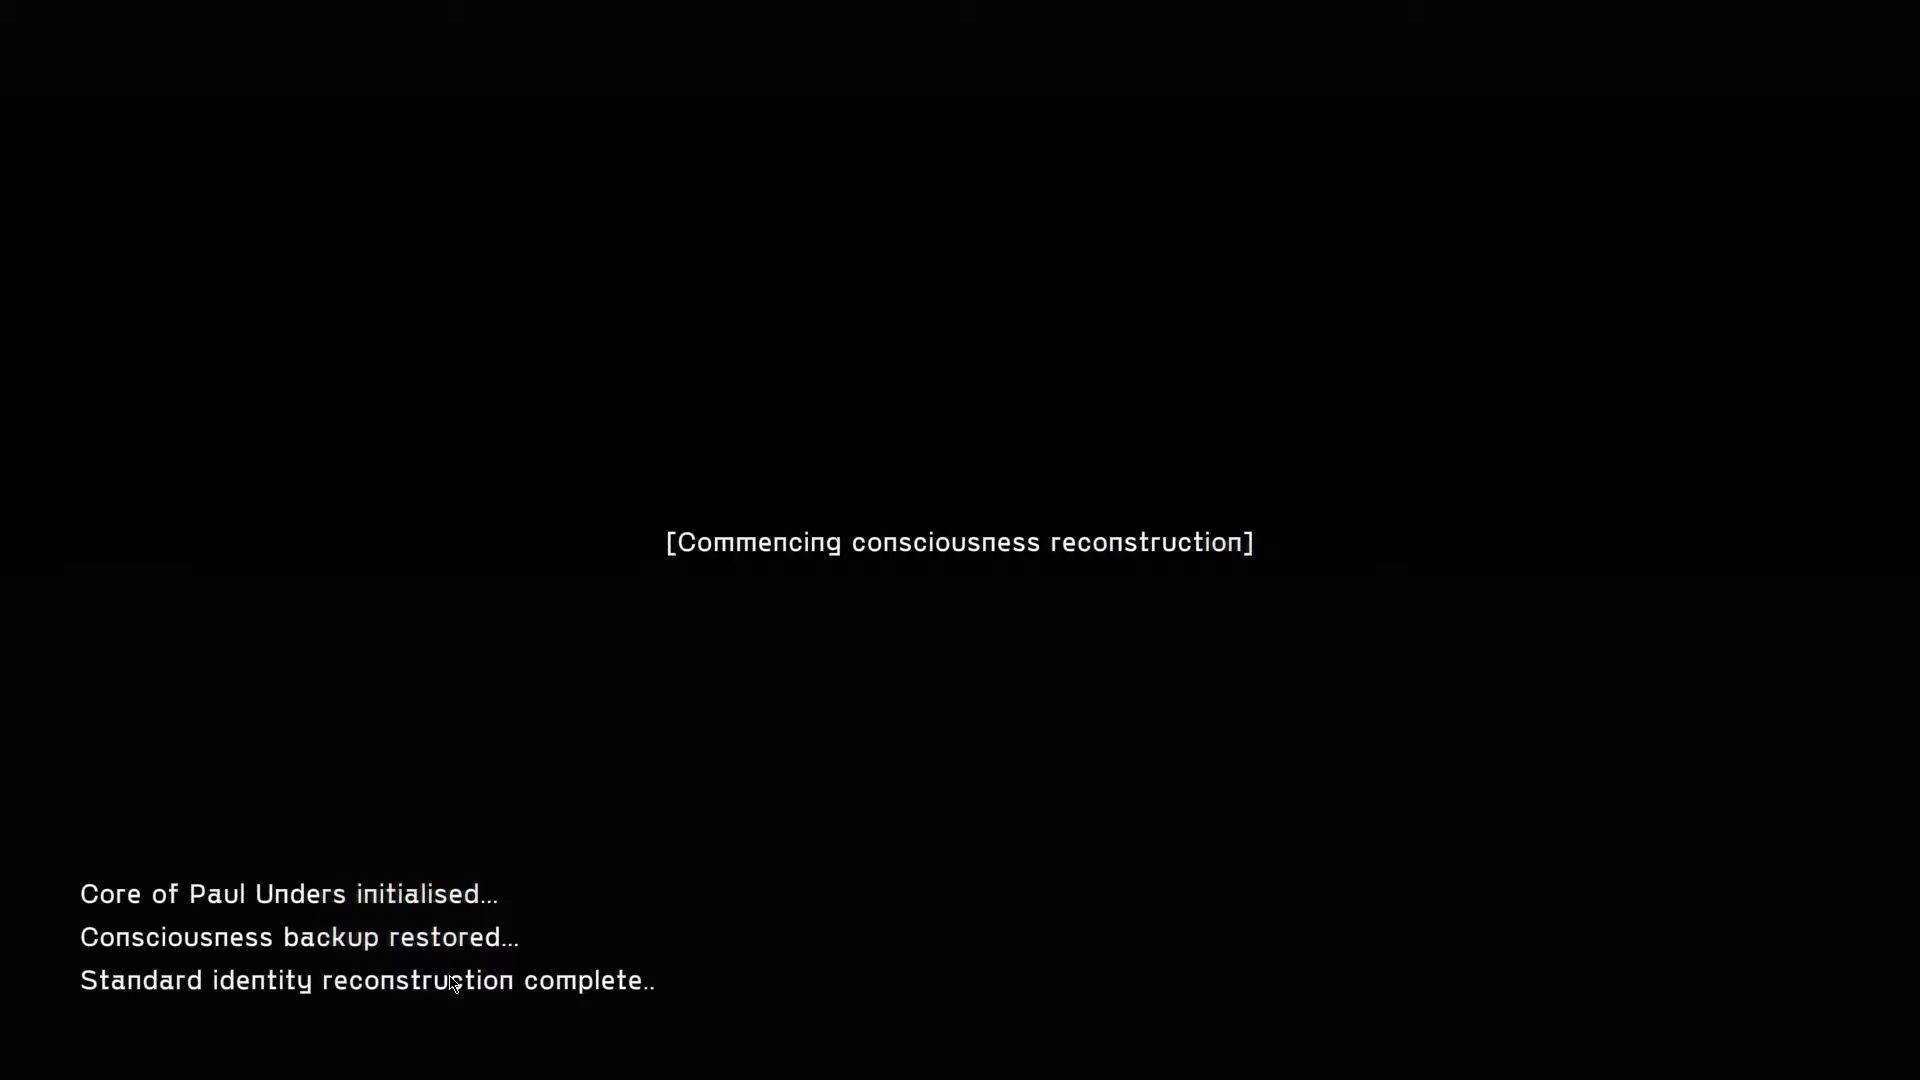 [Commencing consciousness reconstruction]
Core of Paul Unders initialised...
Consciousness backup restored...
Standard identity reconstruction complete..